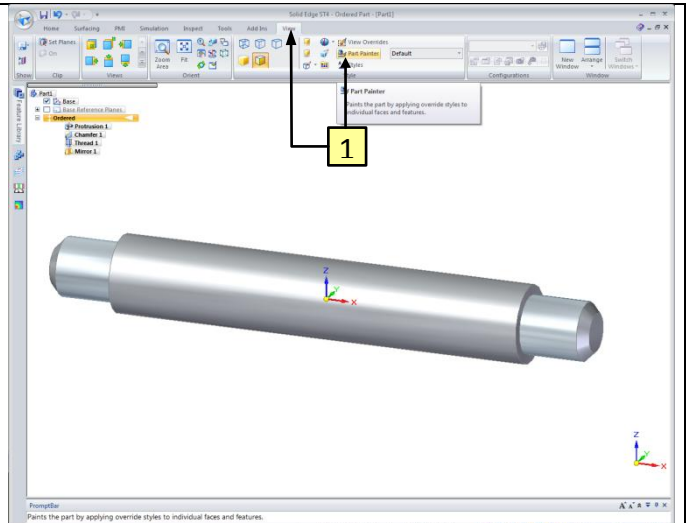 Solid Edge ST4 - Ordered Part - [Part1]
Home Surfacing PMI Simulation Inspect Tools Add Ins View
Set Planes
On
Zoom Area
Fit
View Overrides
Part Painter
Default
Styles
New Window
Arrange
Switch Windows
Show Clip Views Orient Style Configurations Window
Part Painter
Paints the part by applying override styles to
individual faces and features.
1
Feature Library
Part1
Base
Base Reference Planes
Ordered
Protrusion 1
Chamfer 1
Thread 1
Mirror 1
Z
Y
X
Z
Y
X
PromptBar
Paints the part by applying override styles to individual faces and features.